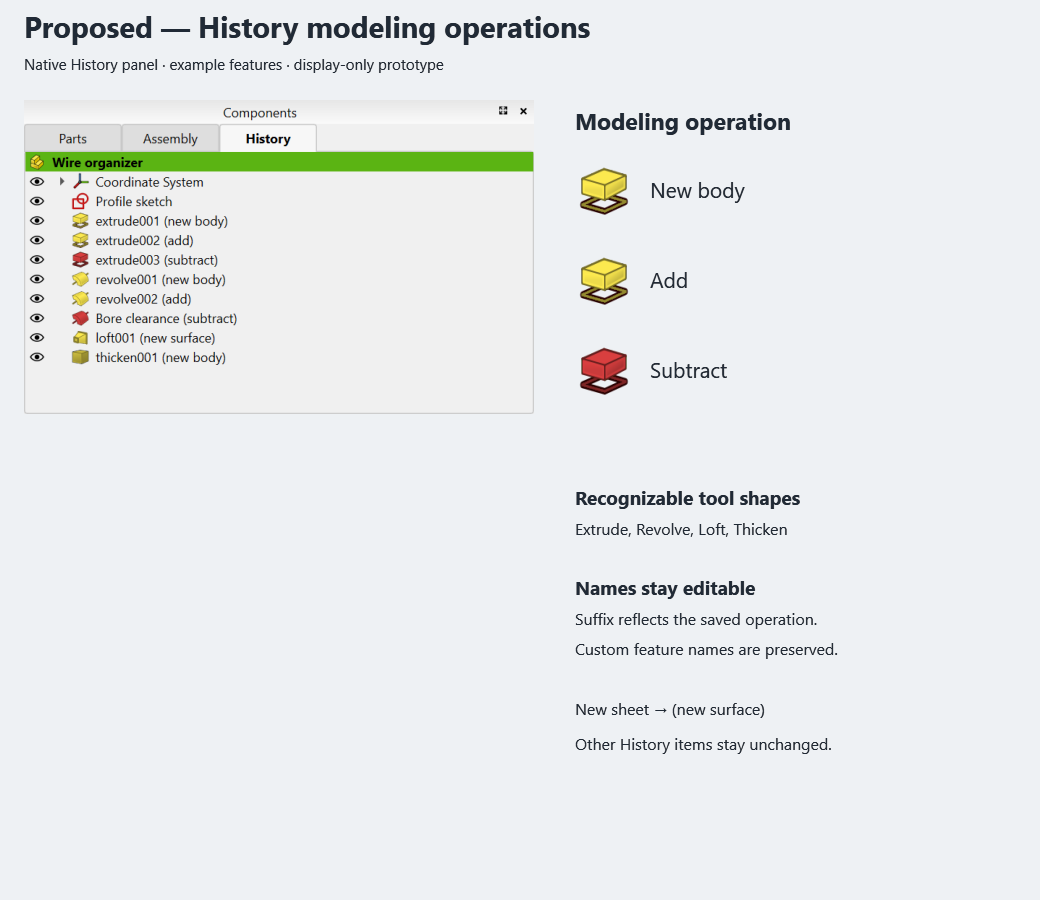 Proposed — History modeling operations
Native History panel · example features · display-only prototype
Components
Parts
Assembly
History
Wire organizer
Coordinate System
Profile sketch
extrude001 (new body)
extrude002 (add)
extrude003 (subtract)
revolve001 (new body)
revolve002 (add)
Bore clearance (subtract)
loft001 (new surface)
thicken001 (new body)
Modeling operation
New body
Add
Subtract
Recognizable tool shapes
Extrude, Revolve, Loft, Thicken
Names stay editable
Suffix reflects the saved operation.
Custom feature names are preserved.
New sheet → (new surface)
Other History items stay unchanged.